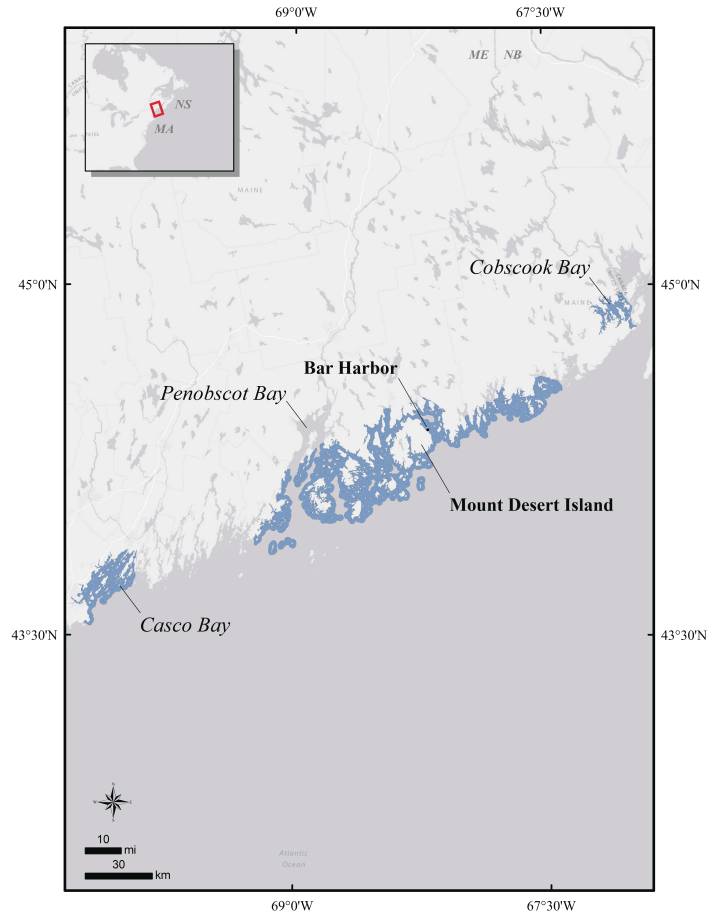 69°0'W 67°30'W
ME NB
NS
MA
MAINE
Cobscook Bay
45°0'N 45°0'N
MAINE
Bar Harbor
Penobscot Bay
Mount Desert Island
Casco Bay
43°30'N 43°30'N
N
W E
S
10
mi
30
km
Atlantic
Ocean
69°0'W 67°30'W